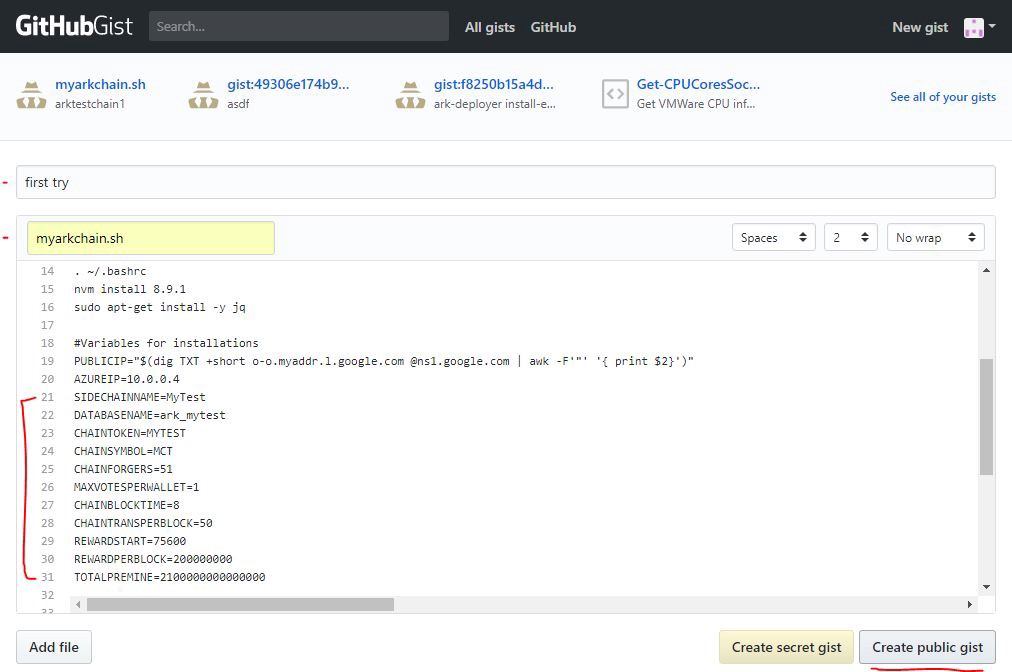 GitHubGist Search... All gists GitHub New gist
myarkchain.sh gist:49306e174b9... gist:f8250b15a4d... Get-CPUCoresSoc...
arktestchain1 asdf ark-deployer install-e... Get VMWare CPU inf...
See all of your gists
first try
myarkchain.sh Spaces 2 No wrap
14 . ~/.bashrc
15 nvm install 8.9.1
16 sudo apt-get install -y jq
17
18 #Variables for installations
19 PUBLICIP="$(dig TXT +short o-o.myaddr.l.google.com @ns1.google.com | awk -F'"' '{ print $2}')"
20 AZUREIP=10.0.0.4
21 SIDECHAINNAME=MyTest
22 DATABASENAME=ark_mytest
23 CHAINTOKEN=MYTEST
24 CHAINSYMBOL=MCT
25 CHAINFORGERS=51
26 MAXVOTESPERWALLET=1
27 CHAINBLOCKTIME=8
28 CHAINTRANSPERBLOCK=50
29 REWARDSTART=75600
30 REWARDPERBLOCK=200000000
31 TOTALPREMINE=2100000000000000
32
33
Add file Create secret gist Create public gist